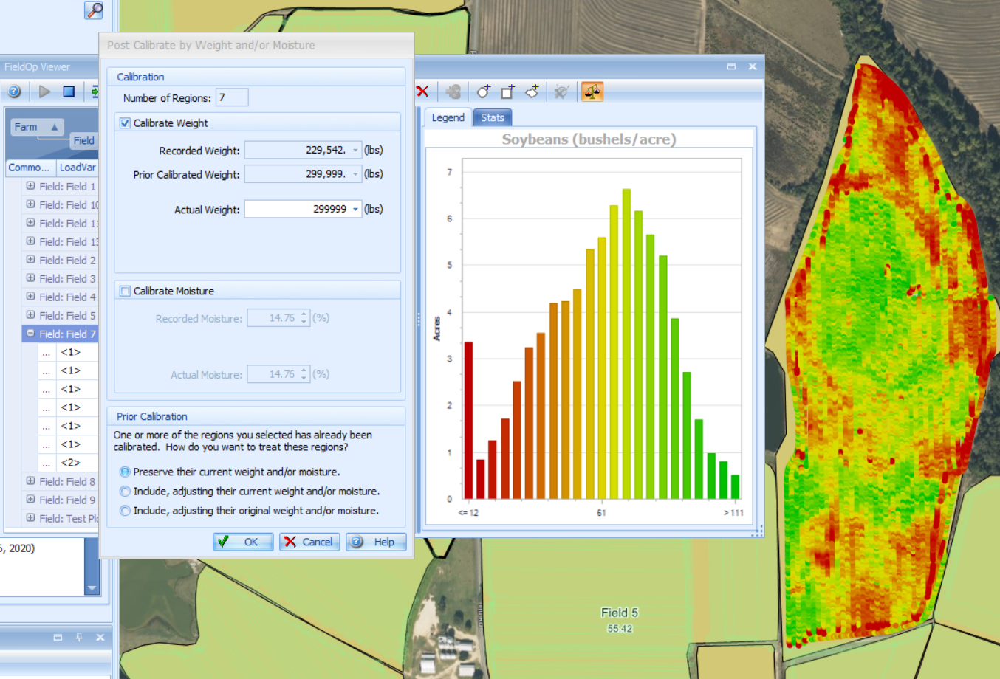 Post Calibrate by Weight and/or Moisture
FieldOp Viewer
Calibration
Number of Regions: 7
Calibrate Weight
Recorded Weight: 229,542. (lbs)
Prior Calibrated Weight: 299,999. (lbs)
Actual Weight: 299999 (lbs)
Calibrate Moisture
Recorded Moisture: 14.76 (%)
Actual Moisture: 14.76 (%)
Prior Calibration
One or more of the regions you selected has already been
calibrated. How do you want to treat these regions?
Preserve their current weight and/or moisture.
Include, adjusting their current weight and/or moisture.
Include, adjusting their original weight and/or moisture.
OK Cancel Help
Farm
Field
Commo... LoadVar
Field: Field 1
Field: Field 10
Field: Field 11
Field: Field 13
Field: Field 2
Field: Field 3
Field: Field 4
Field: Field 5
Field: Field 7
... <1>
... <1>
... <1>
... <1>
... <1>
... <1>
... <2>
Field: Field 8
Field: Field 9
Field: Test Plo
5, 2020)
Legend Stats
Soybeans (bushels/acre)
7
6
5
4
3
2
1
0
Acres
<= 12 61 > 111
Field 5
55.42